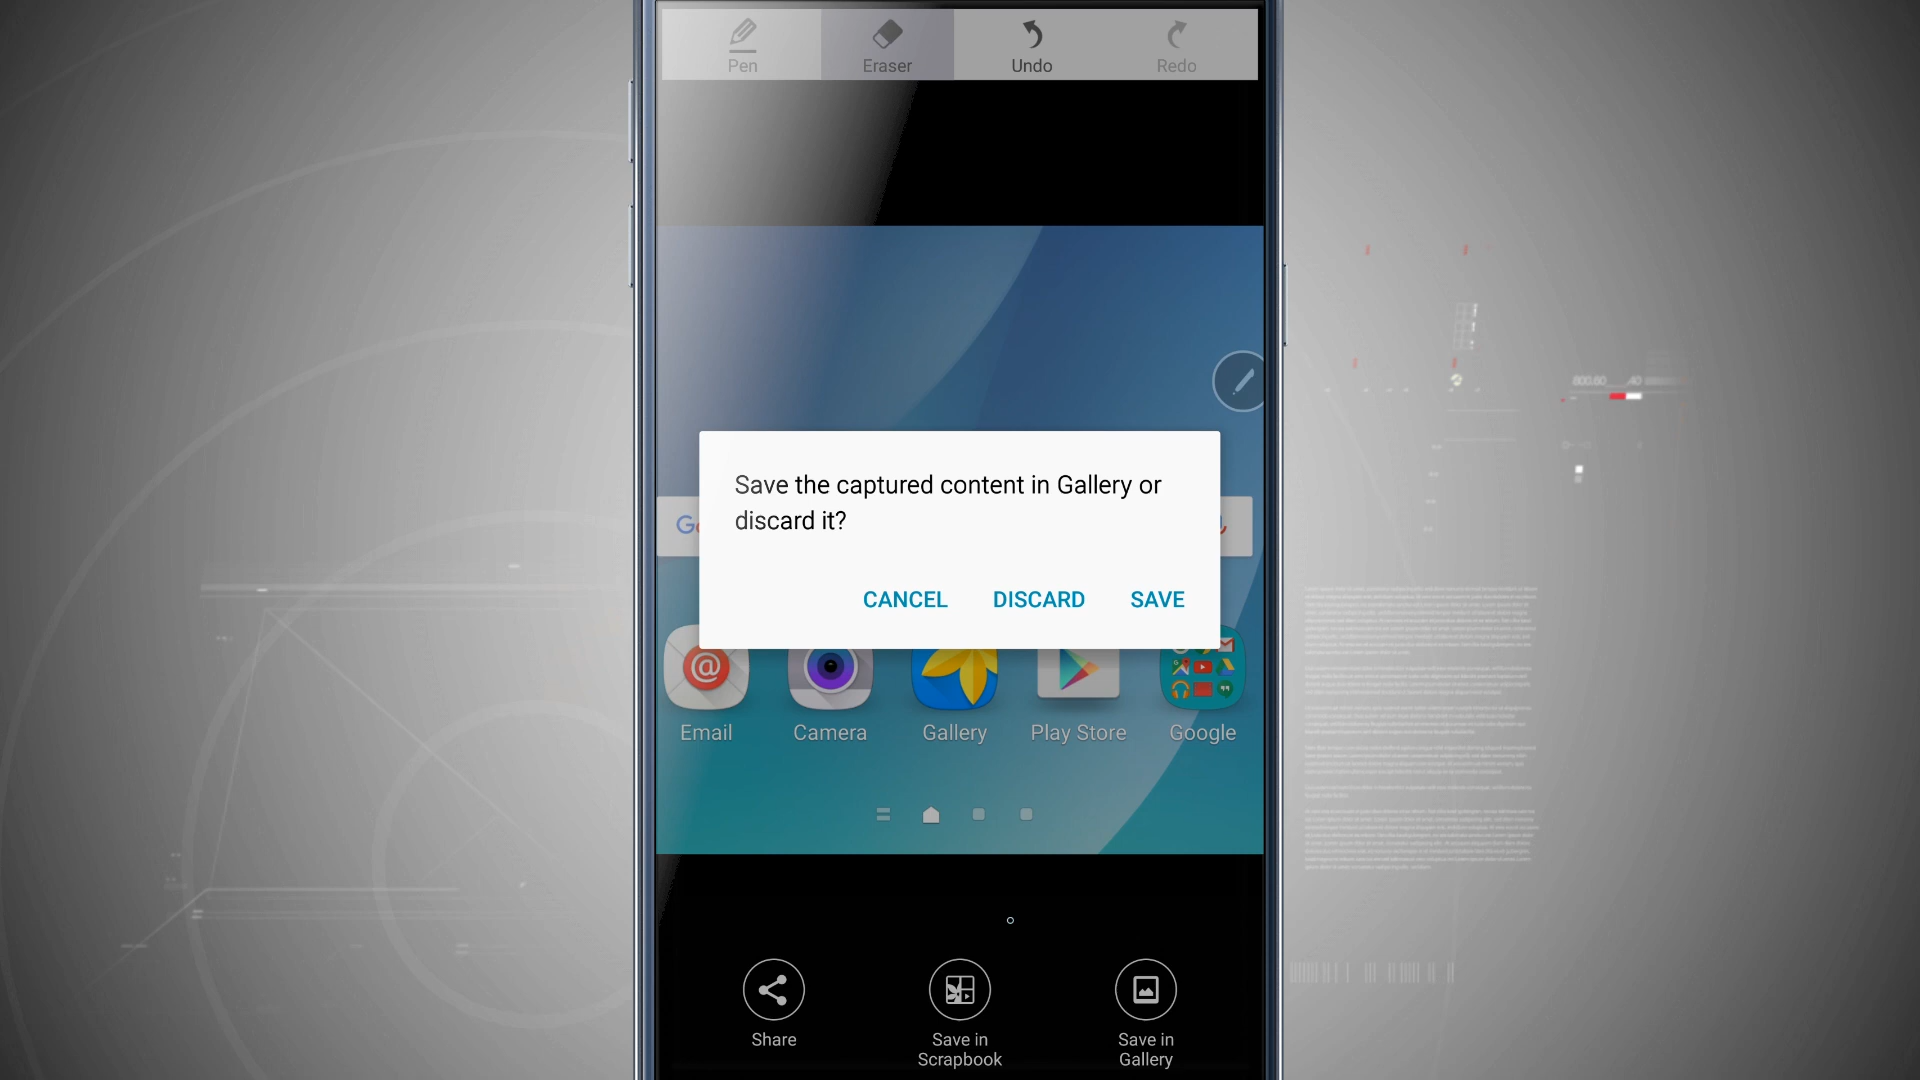 Pen Eraser Undo Redo
Save the captured content in Gallery or
discard it?
CANCEL DISCARD SAVE
Email Camera Gallery Play Store Google
Share Save in Scrapbook Save in Gallery